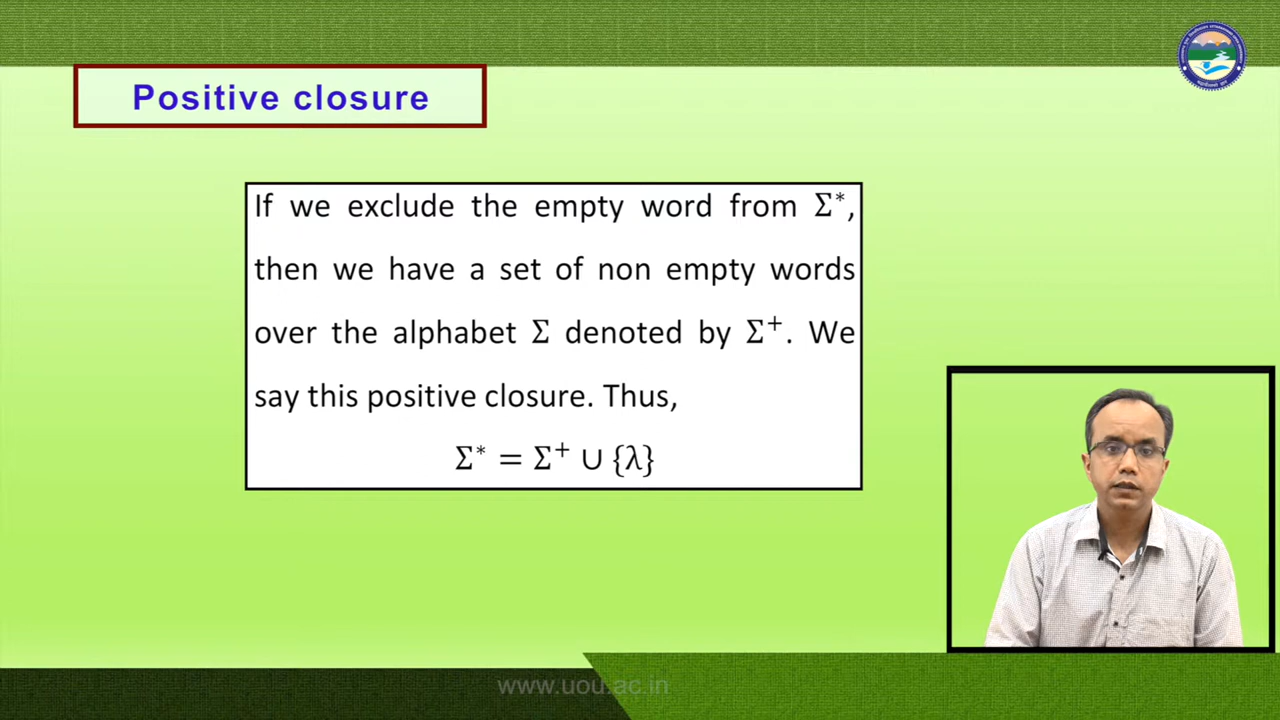 Positive closure
If we exclude the empty word from Σ*,
then we have a set of non empty words
over the alphabet Σ denoted by Σ⁺. We
say this positive closure. Thus,
Σ* = Σ⁺ ∪ {λ}
www.uou.ac.in